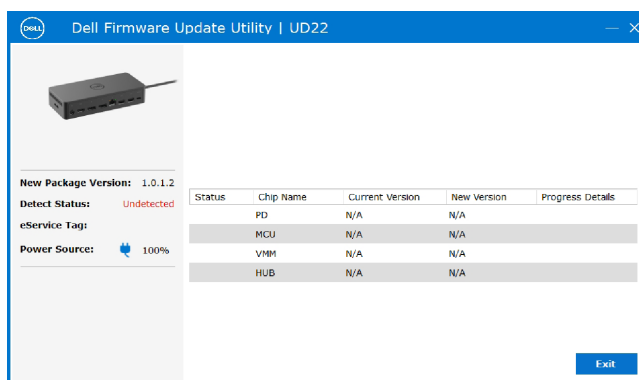 DELL Dell Firmware Update Utility | UD22
New Package Version: 1.0.1.2
Detect Status: Undetected
eService Tag:
Power Source: 100%
Status Chip Name Current Version New Version Progress Details
PD N/A N/A
MCU N/A N/A
VMM N/A N/A
HUB N/A N/A
Exit